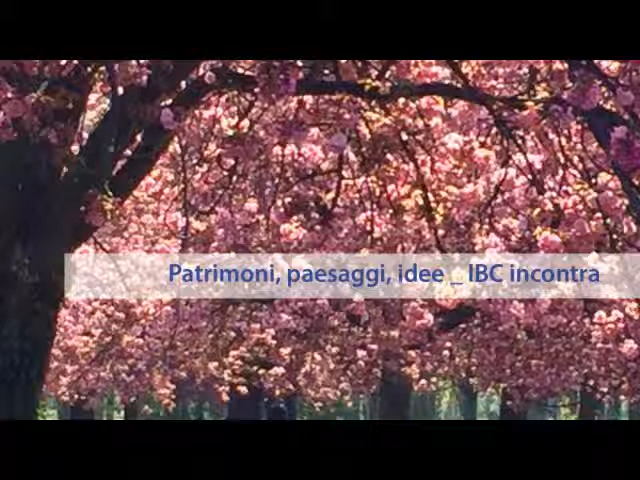 Patrimoni, paesaggi, idee _ IBC incontra